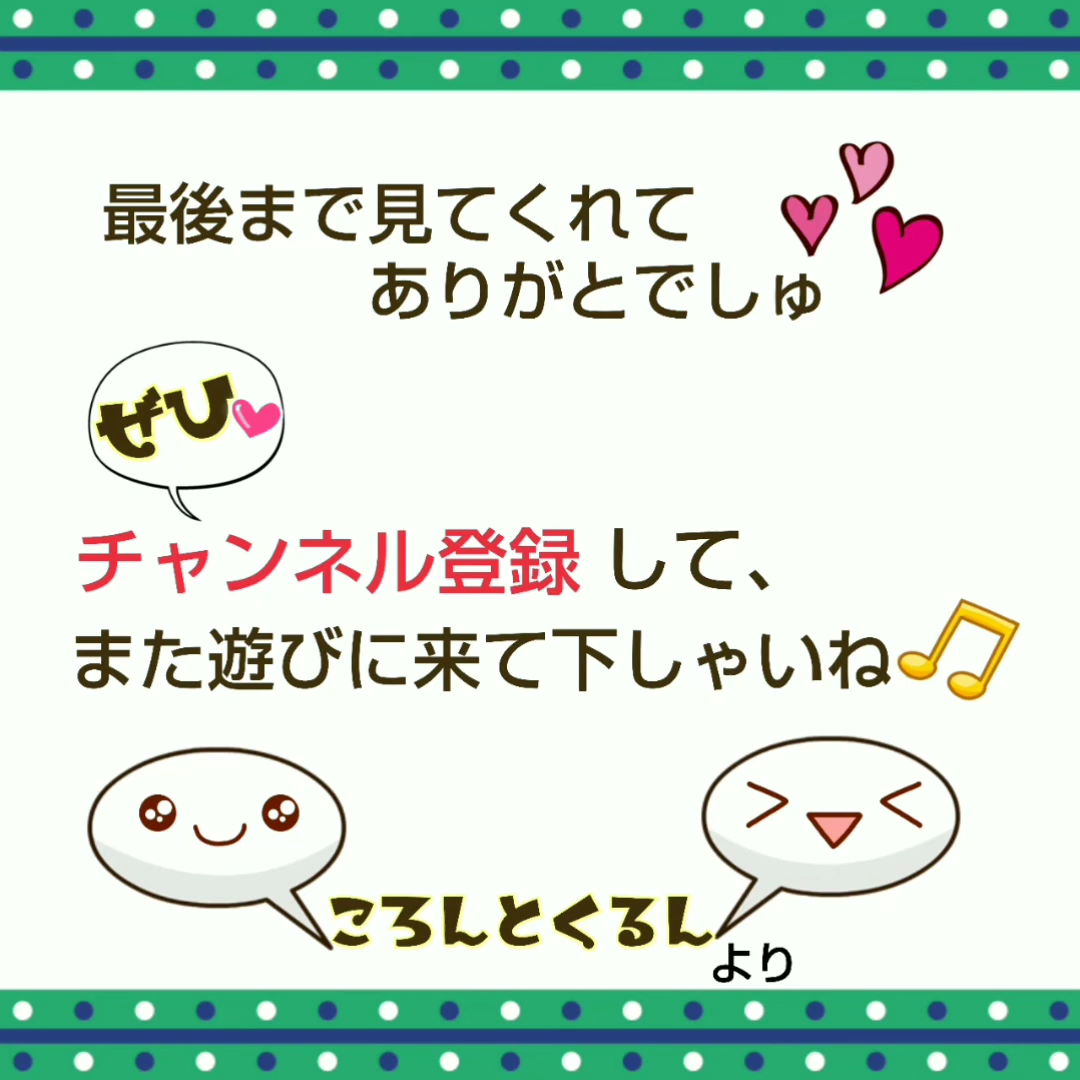 最後まで見てくれて
ありがとでしゅ
ぜひ
チャンネル登録 して、
また遊びに来て下しゃいね
ころんとくるん
より